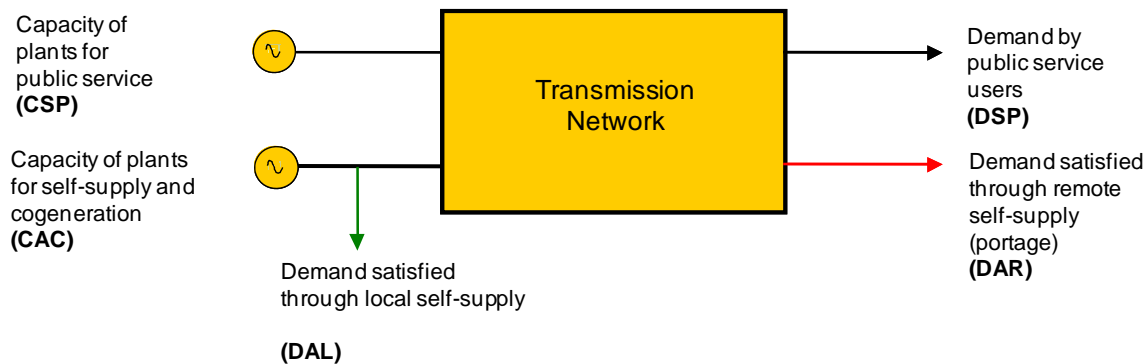 Capacity of
plants for
public service
(CSP)
Capacity of plants
for self-supply and
cogeneration
(CAC)
Transmission
Network
Demand by
public service
users
(DSP)
Demand satisfied
through remote
self-supply
(portage)
(DAR)
Demand satisfied
through local self-supply
(DAL)